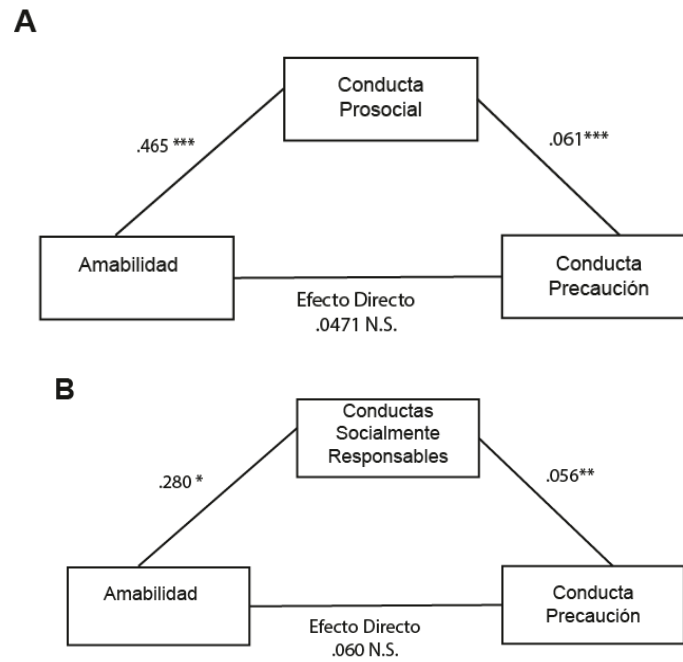 A
Conducta
Prosocial
.465 ***
.061***
Amabilidad
Conducta
Precaución
Efecto Directo
.0471 N.S.
B
Conductas
Socialmente
Responsables
.280 *
.056**
Amabilidad
Conducta
Precaución
Efecto Directo
.060 N.S.